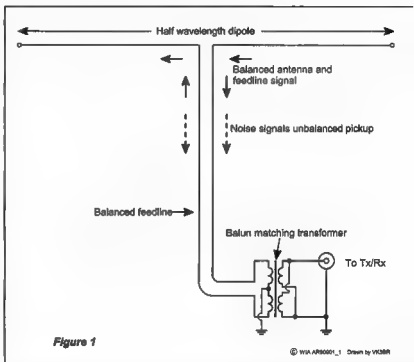 Half wavelength dipole
Balanced antenna and
feedline signal
Noise signals unbalanced pickup
Balanced feedline
Balun matching transformer
To Tx/Rx
Figure 1
© WIA AR90801_1 Drawn by VK3BR